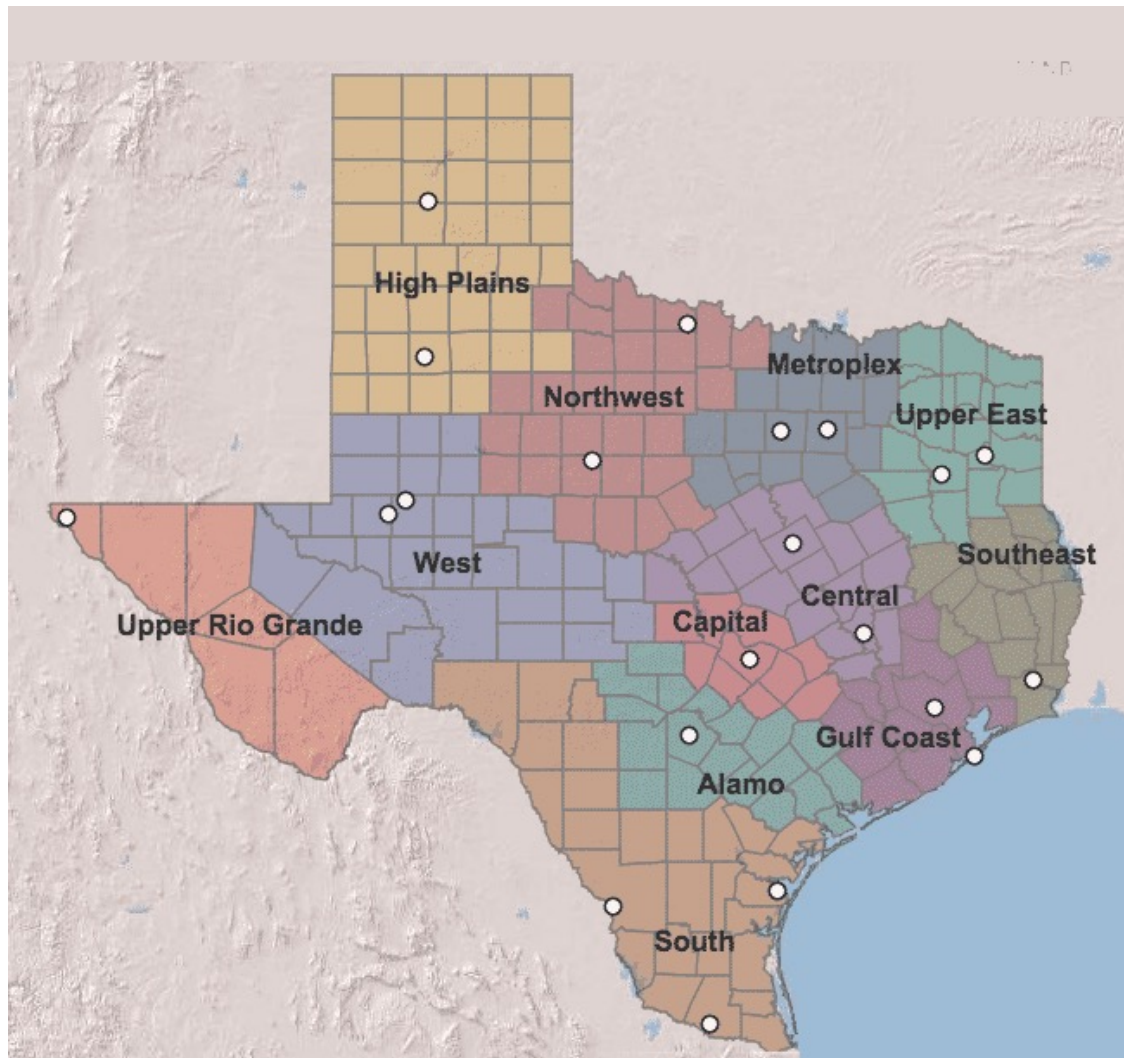 High Plains
Metroplex
Northwest
Upper East
West
Southeast
Central
Capital
Upper Rio Grande
Gulf Coast
Alamo
South